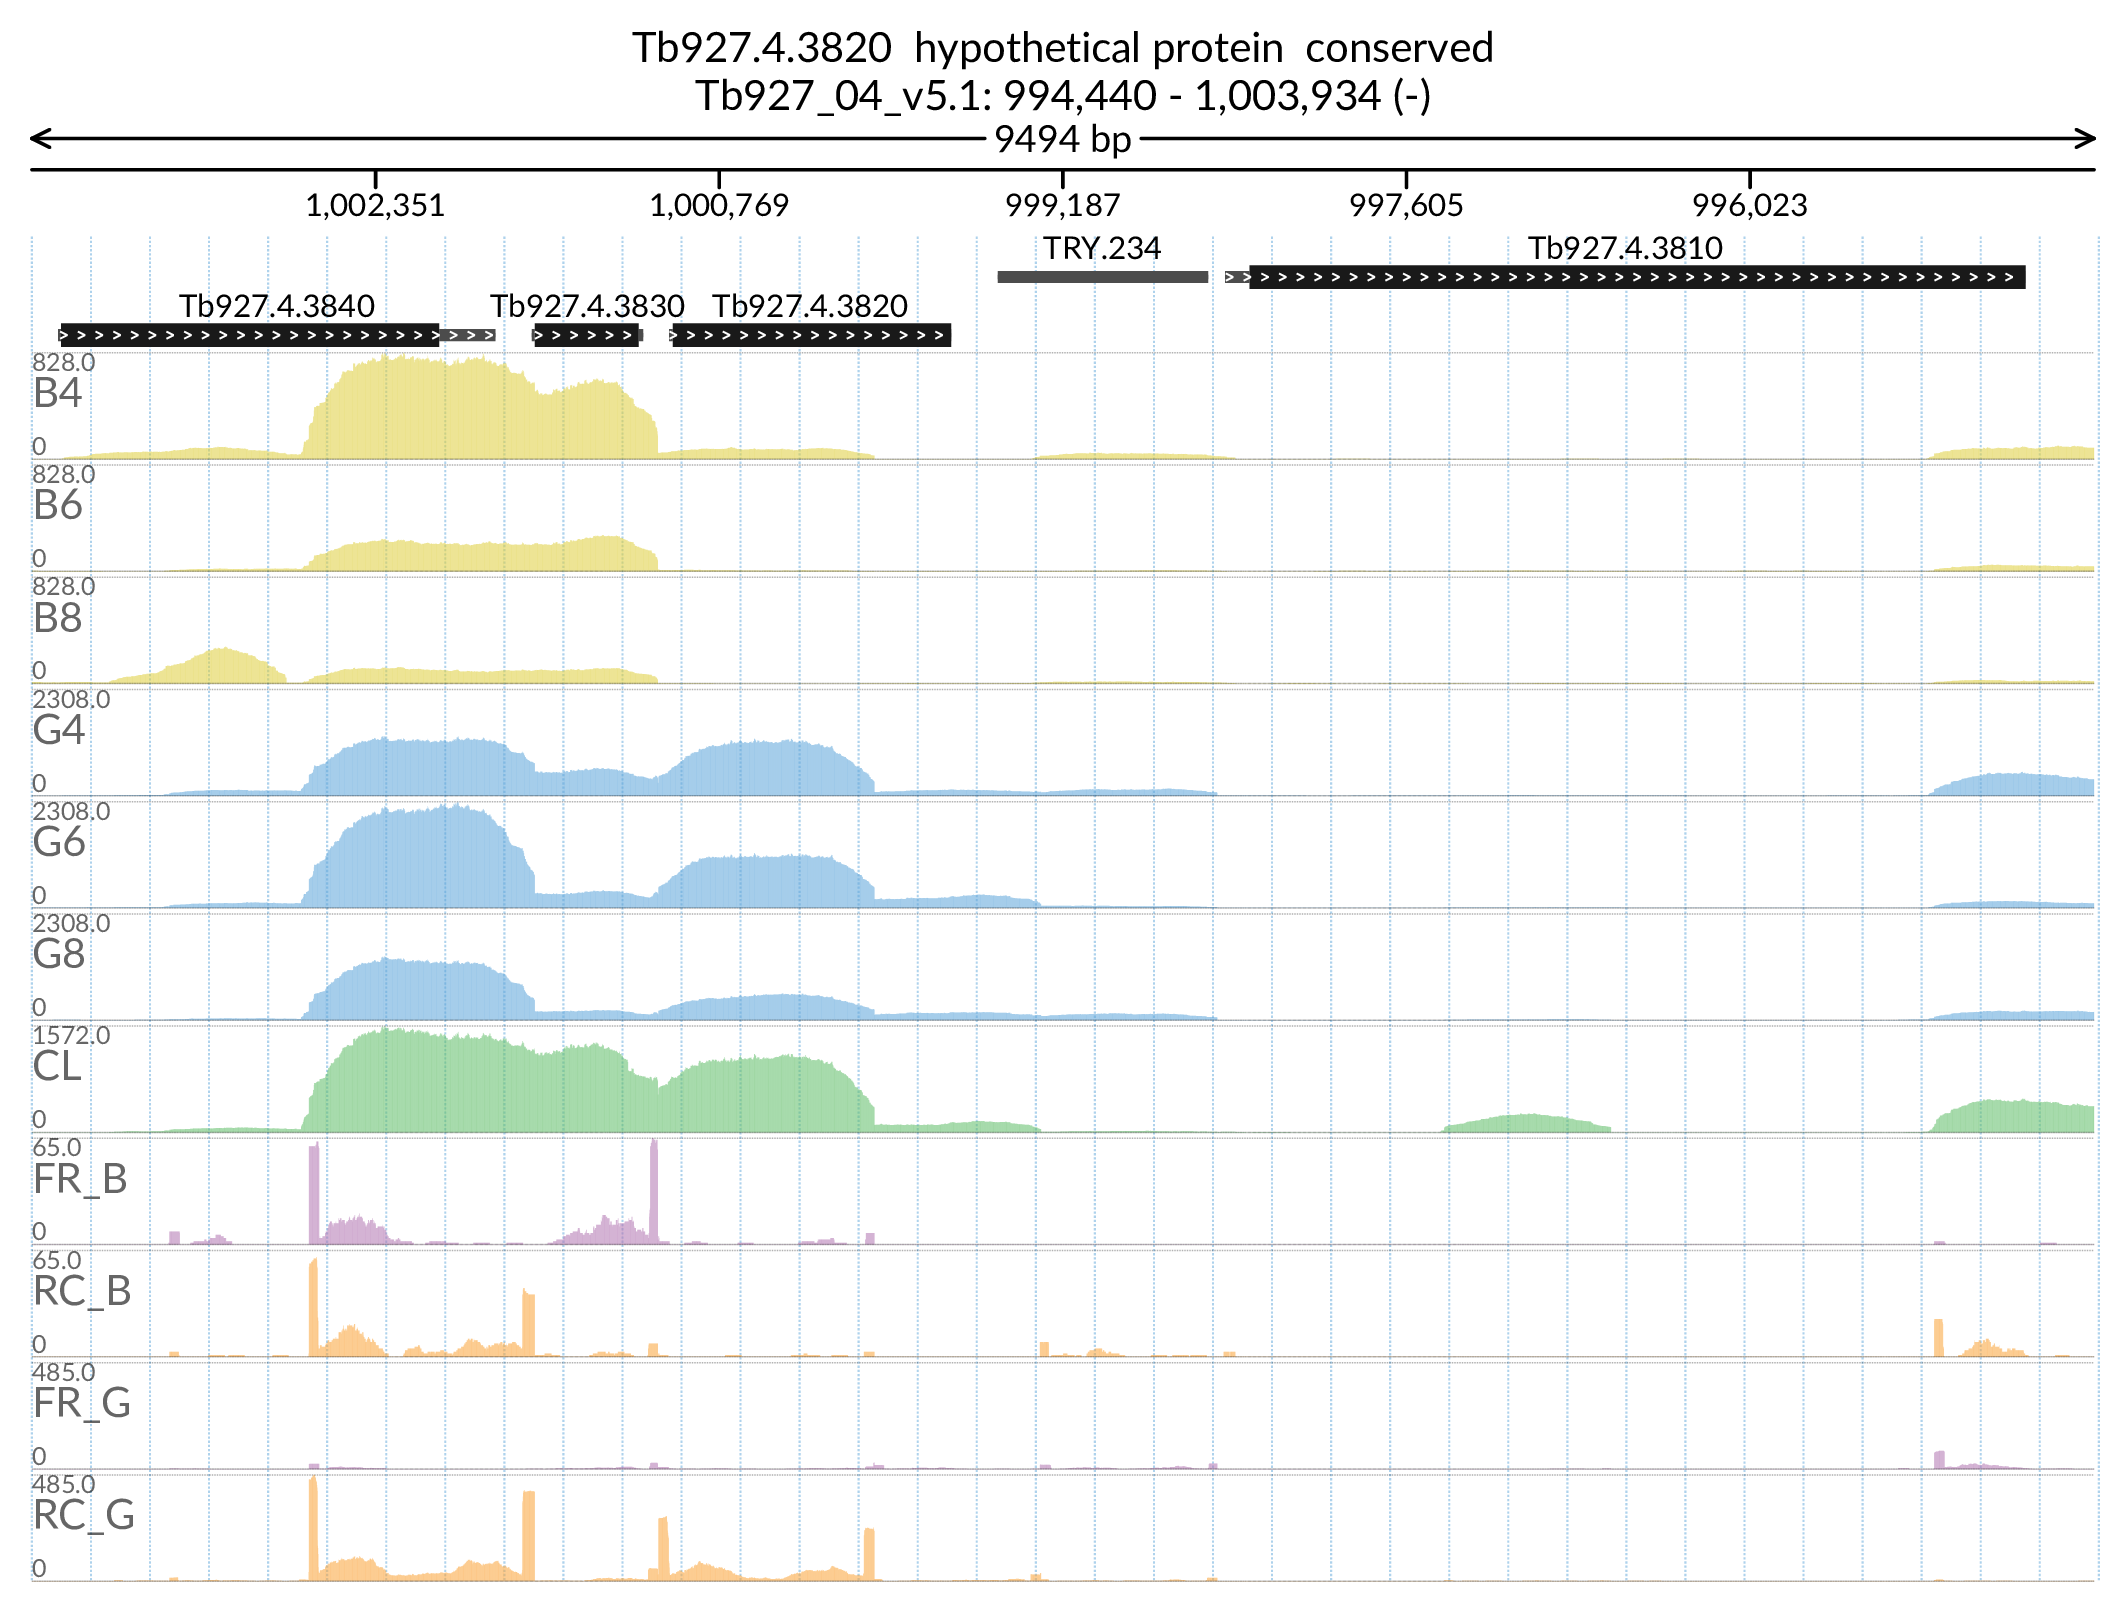 Tb927.4.3820 hypothetical protein conserved
Tb927_04_v5.1: 994,440 - 1,003,934 (-)
9494 bp
1,002,351 1,000,769 999,187 997,605 996,023
TRY.234 Tb927.4.3810
Tb927.4.3840 Tb927.4.3830 Tb927.4.3820
828.0
B4
0
828.0
B6
0
828.0
B8
0
2308.0
G4
0
2308.0
G6
0
2308.0
G8
0
1572.0
CL
0
65.0
FR_B
0
65.0
RC_B
0
485.0
FR_G
0
485.0
RC_G
0